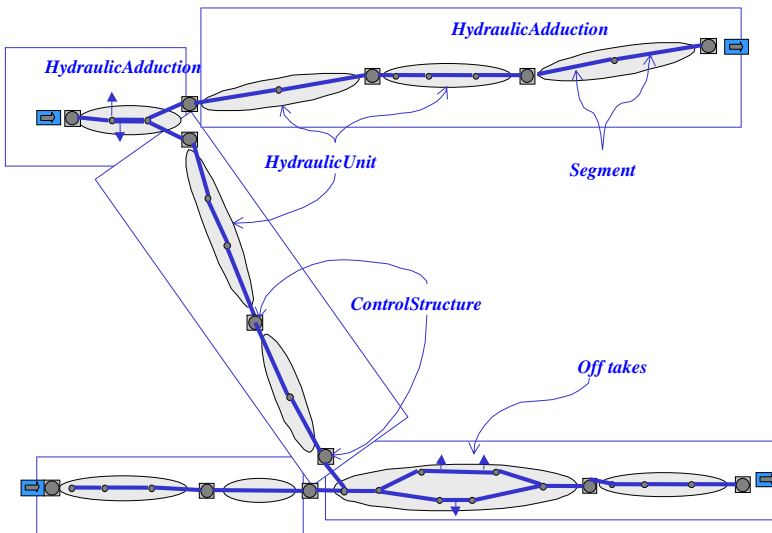 HydraulicAdduction
HydraulicAdduction
HydraulicUnit
Segment
ControlStructure
Off takes